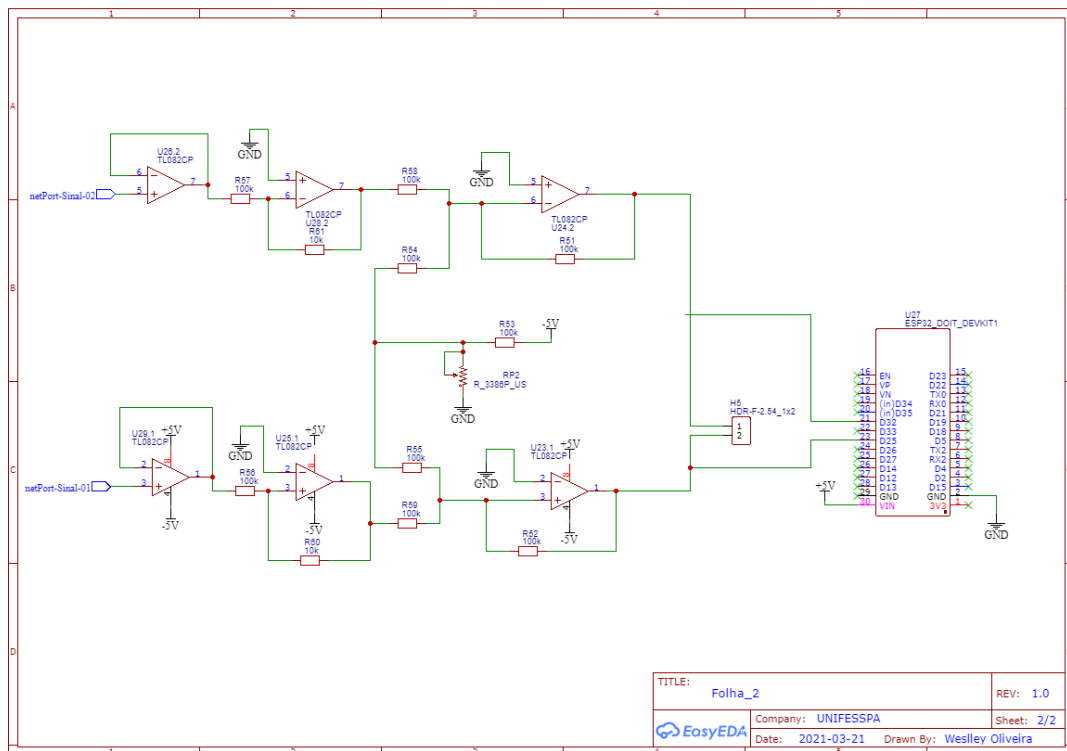 1 2 3 4 5
A
B
C
D
U26.2
TL082CP
netPort-Sinal-02
6
5
7
R57
100k
GND
5
6
7
TL082CP
U28.2
R61
10k
R58
100k
R54
100k
GND
5
6
7
TL082CP
U24.2
R51
100k
R53
100k
-5V
RP2
R_3386P_US
GND
U29.1
TL082CP
+5V
netPort-Sinal-01
2
3
8
4
1
-5V
R56
100k
GND
U25.1
TL082CP
+5V
2
3
8
4
1
-5V
R60
10k
R55
100k
R59
100k
GND
U23.1
TL082CP
+5V
2
3
8
4
1
-5V
R52
100k
H5
HDR-F-2.54_1x2
1
2
U27
ESP32_DOIT_DEVKIT1
16 EN D23 15
17 VP D22 14
18 VN TX0 13
19 (in)D34 RX0 12
20 (in)D35 D21 11
21 D32 D19 10
22 D33 D18 9
23 D25 D5 8
24 D26 TX2 7
25 D27 RX2 6
26 D14 D4 5
27 D12 D2 4
28 D13 D15 3
29 GND GND 2
30 VIN 3V3 1
+5V
GND
TITLE:
Folha_2
REV: 1.0
EasyEDA
Company: UNIFESSPA
Sheet: 2/2
Date: 2021-03-21 Drawn By: Weslley Oliveira